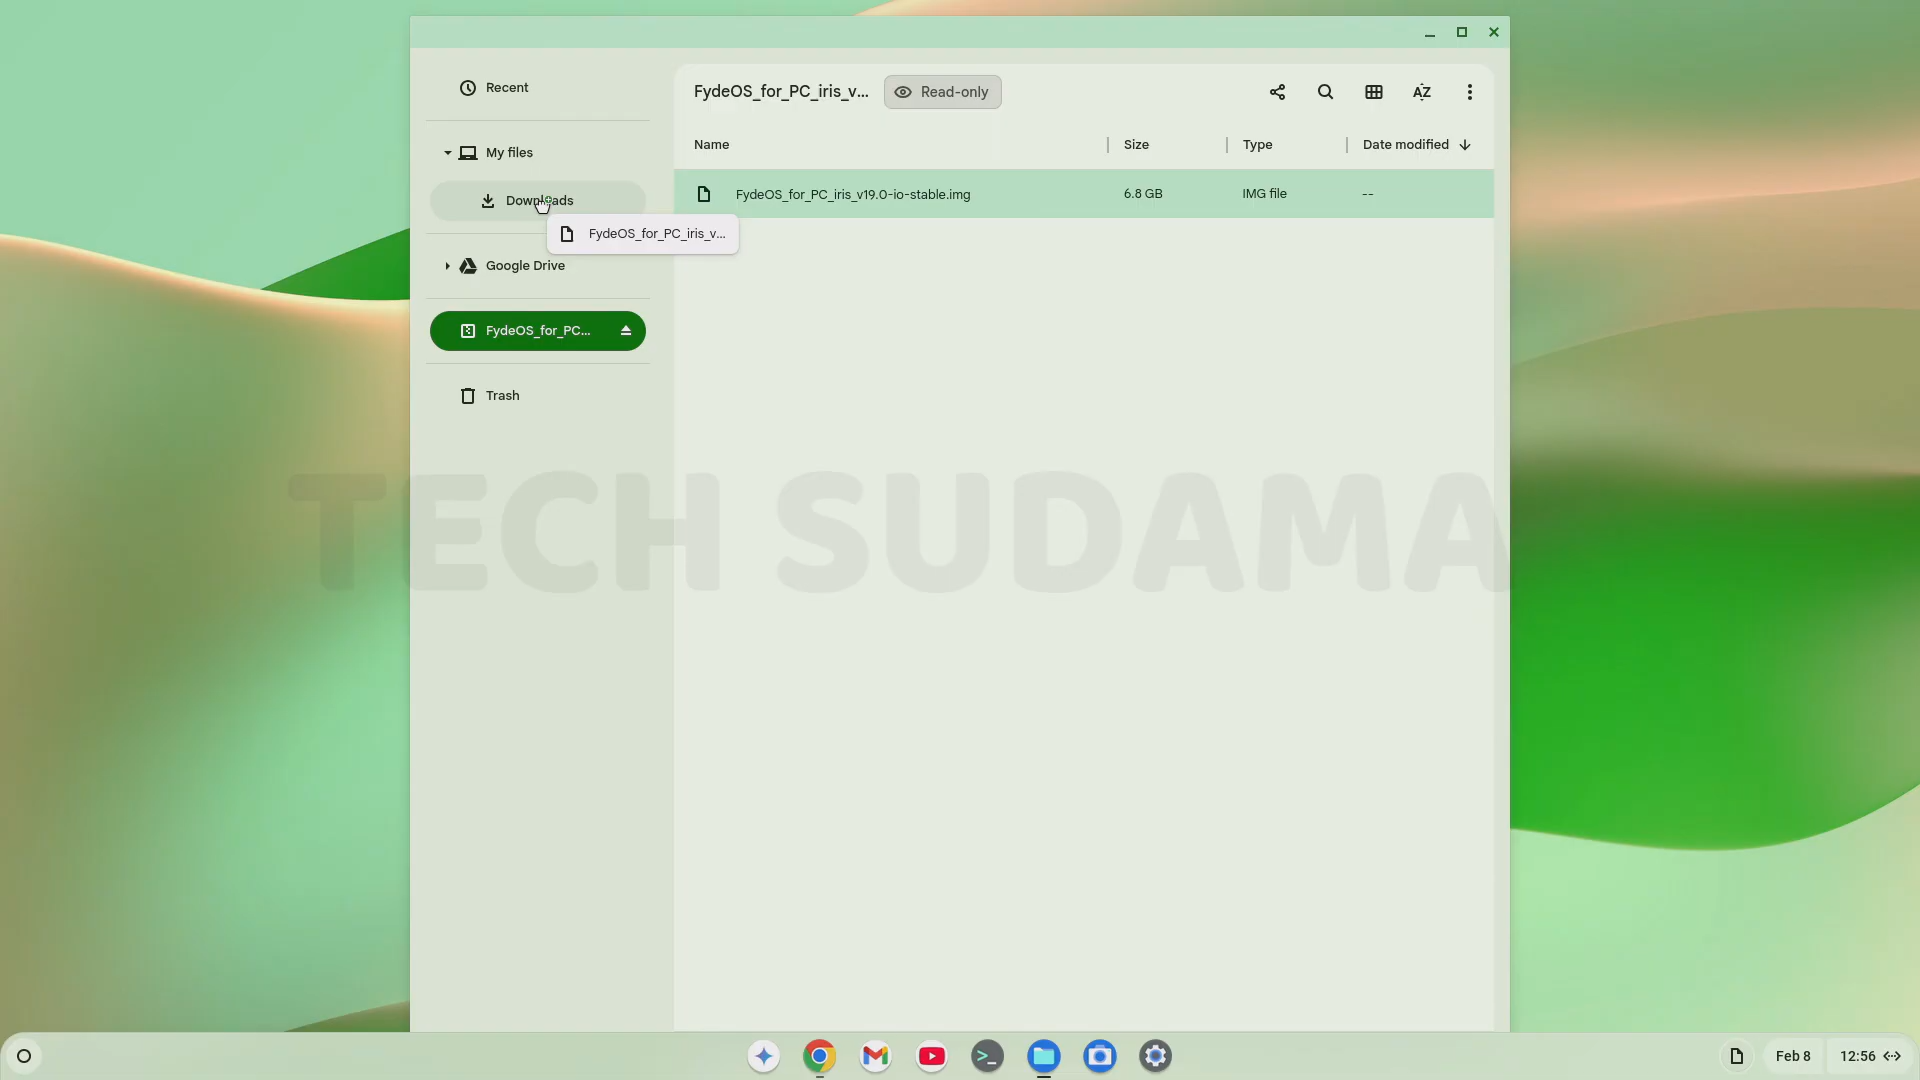 Recent
FydeOS_for_PC_iris_v...
Read-only
AZ
My files
Name
Size
Type
Date modified
Downloads
FydeOS_for_PC_iris_v19.0-io-stable.img
6.8 GB
IMG file
--
FydeOS_for_PC_iris_v...
Google Drive
FydeOS_for_PC...
Trash
TECH SUDAMA
Feb 8
12:56